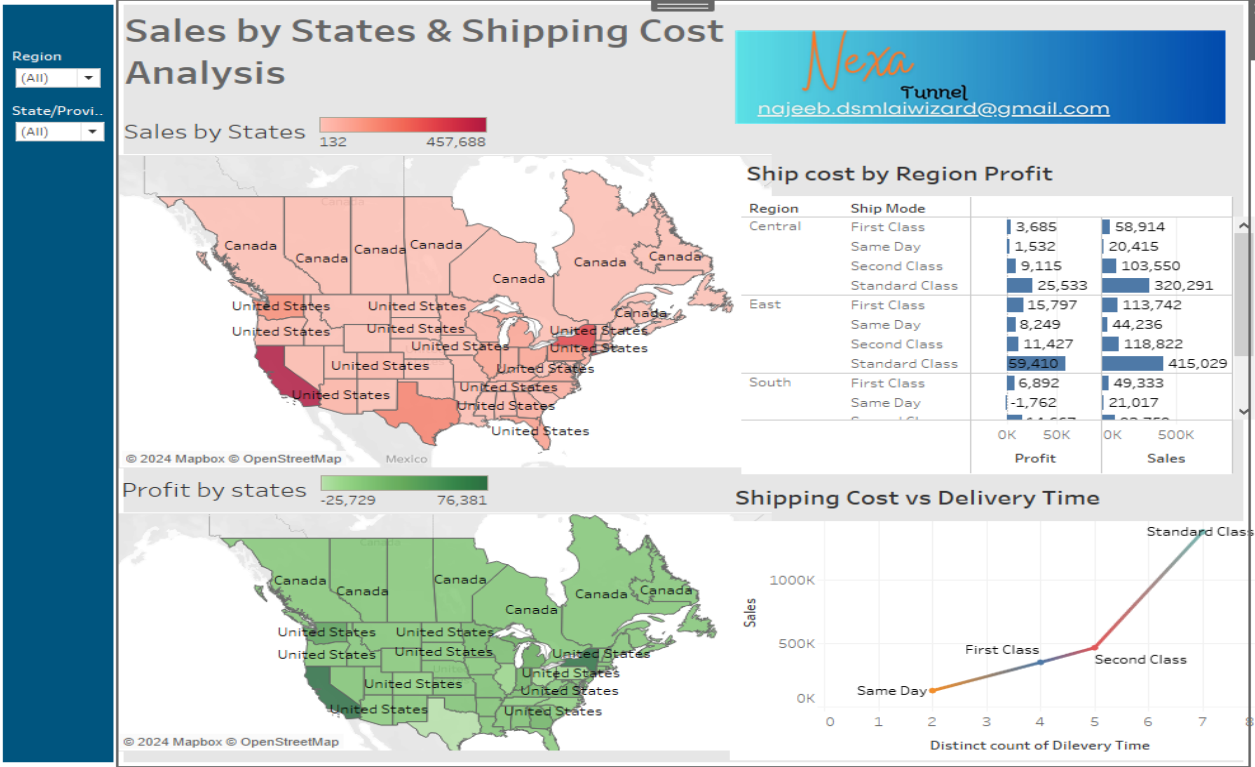 Region
(All)
State/Provi..
(All)
Sales by States & Shipping Cost
Analysis
Nexa
Tunnel
najeeb.dsmlaiwizard@gmail.com
Sales by States
132 457,688
Canada
Canada
Canada
Canada
Canada
Canada
Canada
Canada
Canada
United States
United States
United States
United States
United States
United States
United States
United States
United States
United States
United States
United States
United States
© 2024 Mapbox © OpenStreetMap
Mexico
Ship cost by Region Profit
Region Ship Mode
Central First Class 3,685 58,914
Same Day 1,532 20,415
Second Class 9,115 103,550
Standard Class 25,533 320,291
East First Class 15,797 113,742
Same Day 8,249 44,236
Second Class 11,427 118,822
Standard Class 59,410 415,029
South First Class 6,892 49,333
Same Day -1,762 21,017
0K 50K 0K 500K
Profit Sales
Profit by states
-25,729 76,381
Canada
Canada
Canada
Canada
Canada
Canada
Canada
United States
United States
United States
United States
United States
United States
United States
United States
United States
United States
© 2024 Mapbox © OpenStreetMap
Shipping Cost vs Delivery Time
Standard Class
1000K
Sales
500K
First Class
Second Class
Same Day
0K
0 1 2 3 4 5 6 7 8
Distinct count of Dilevery Time